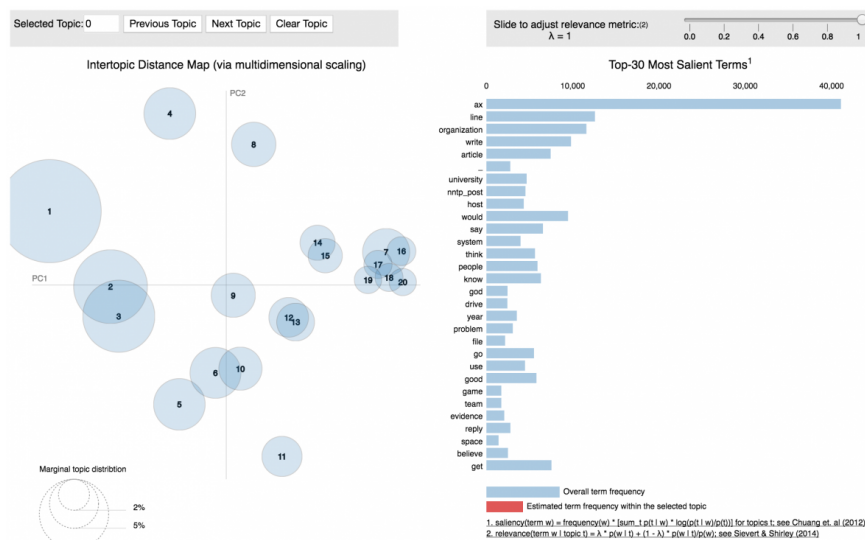 Selected Topic: 0 Previous Topic Next Topic Clear Topic
Slide to adjust relevance metric:(2)
λ = 1
0.0 0.2 0.4 0.6 0.8 1
Intertopic Distance Map (via multidimensional scaling)
PC2
PC1
4
8
1
14
15
7
16
17
2
19
18
20
9
3
12
13
6
10
5
11
Marginal topic distribtion
2%
5%
Top-30 Most Salient Terms1
0 10,000 20,000 30,000 40,000
ax
line
organization
write
article
_
university
nntp_post
host
would
say
system
think
people
know
god
drive
year
problem
file
go
use
good
game
team
evidence
reply
space
believe
get
Overall term frequency
Estimated term frequency within the selected topic
1. saliency(term w) = frequency(w) * [sum_t p(t | w) * log(p(t | w)/p(t))] for topics t; see Chuang et. al (2012)
2. relevance(term w | topic t) = λ * p(w | t) + (1 - λ) * p(w | t)/p(w); see Sievert & Shirley (2014)